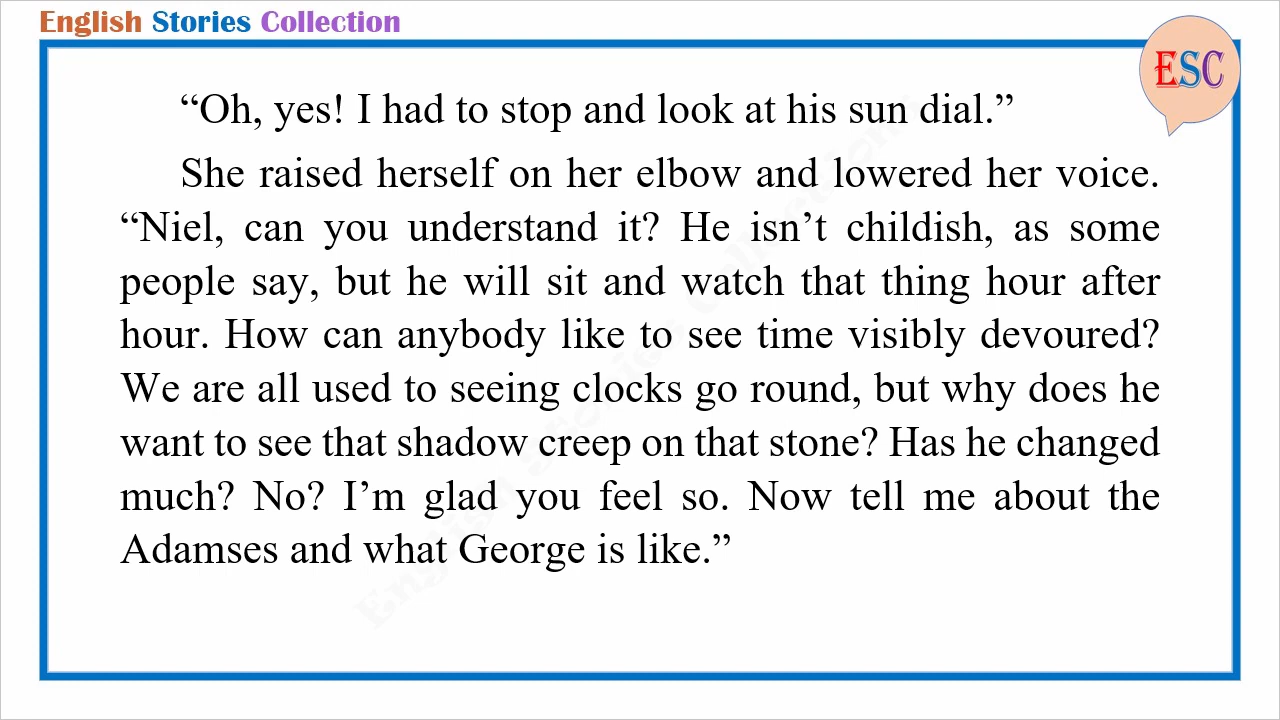 English Stories Collection
ESC
“Oh, yes! I had to stop and look at his sun dial.”
She raised herself on her elbow and lowered her voice.
“Niel, can you understand it? He isn’t childish, as some
people say, but he will sit and watch that thing hour after
hour. How can anybody like to see time visibly devoured?
We are all used to seeing clocks go round, but why does he
want to see that shadow creep on that stone? Has he changed
much? No? I’m glad you feel so. Now tell me about the
Adamses and what George is like.”
English Stories Collection